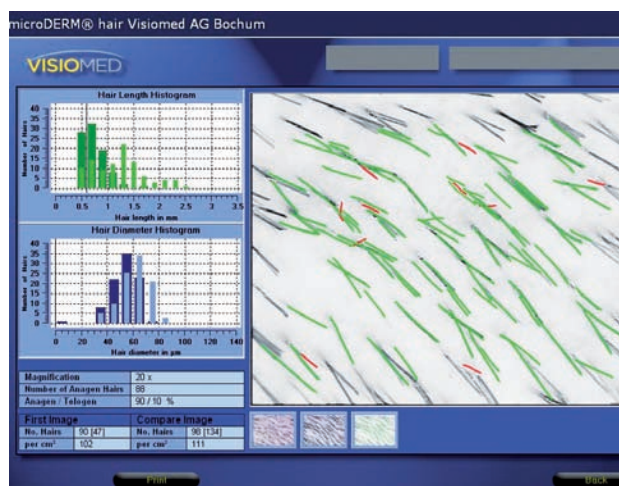 microDERM® hair Visiomed AG Bochum
VISIOMED
Hair Length Histogram
Number of Hairs
40
35
30
25
20
15
10
5
0
0 0.5 1 1.5 2 2.5 3 3.5
Hair length in mm
Hair Diameter Histogram
Number of Hairs
40
35
30
25
20
15
10
5
0
0 20 40 60 80 100 120 140
Hair diameter in µm
Magnification 20 x
Number of Anagen Hairs 88
Anagen / Telogen 90 / 10 %
First Image Compare Image
No. Hairs 90 [47] No. Hairs 98 [134]
per cm² 102 per cm² 111
Print Back